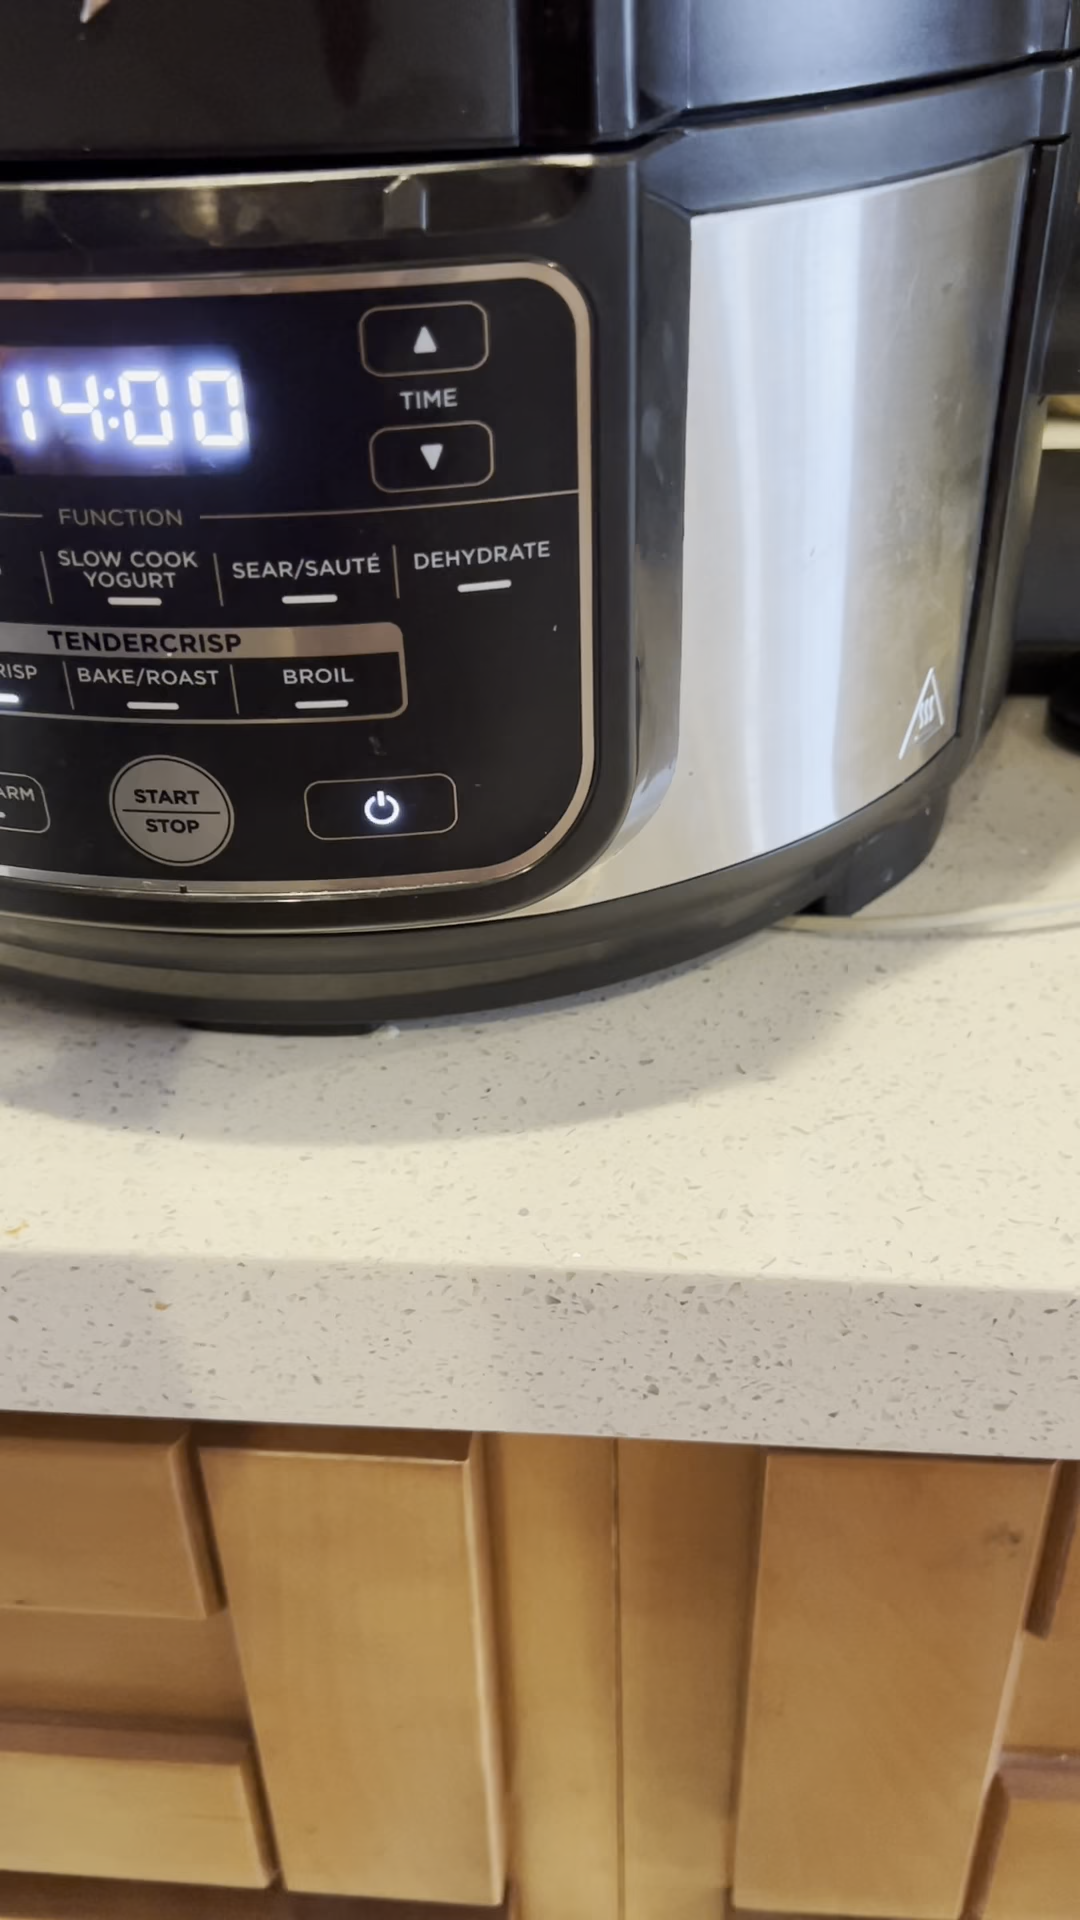 14:00
TIME
FUNCTION
SLOW COOK
YOGURT
SEAR/SAUTÉ
DEHYDRATE
TENDERCRISP
BAKE/ROAST
BROIL
START
STOP